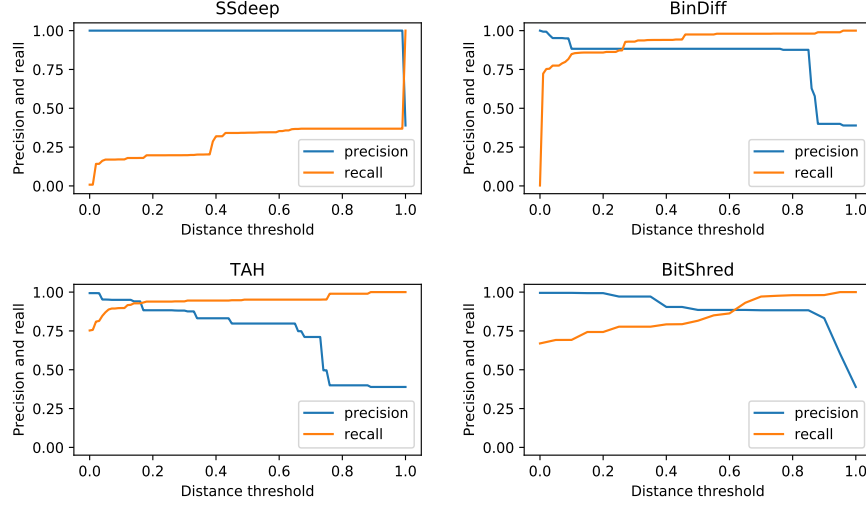 SSdeep
1.00
0.75
0.50
0.25
0.00
Precision and reall
precision
recall
0.0 0.2 0.4 0.6 0.8 1.0
Distance threshold
BinDiff
1.00
0.75
0.50
0.25
0.00
Precision and reall
precision
recall
0.0 0.2 0.4 0.6 0.8 1.0
Distance threshold
TAH
1.00
0.75
0.50
0.25
0.00
Precision and reall
precision
recall
0.0 0.2 0.4 0.6 0.8 1.0
Distance threshold
BitShred
1.00
0.75
0.50
0.25
0.00
Precision and reall
precision
recall
0.0 0.2 0.4 0.6 0.8 1.0
Distance threshold